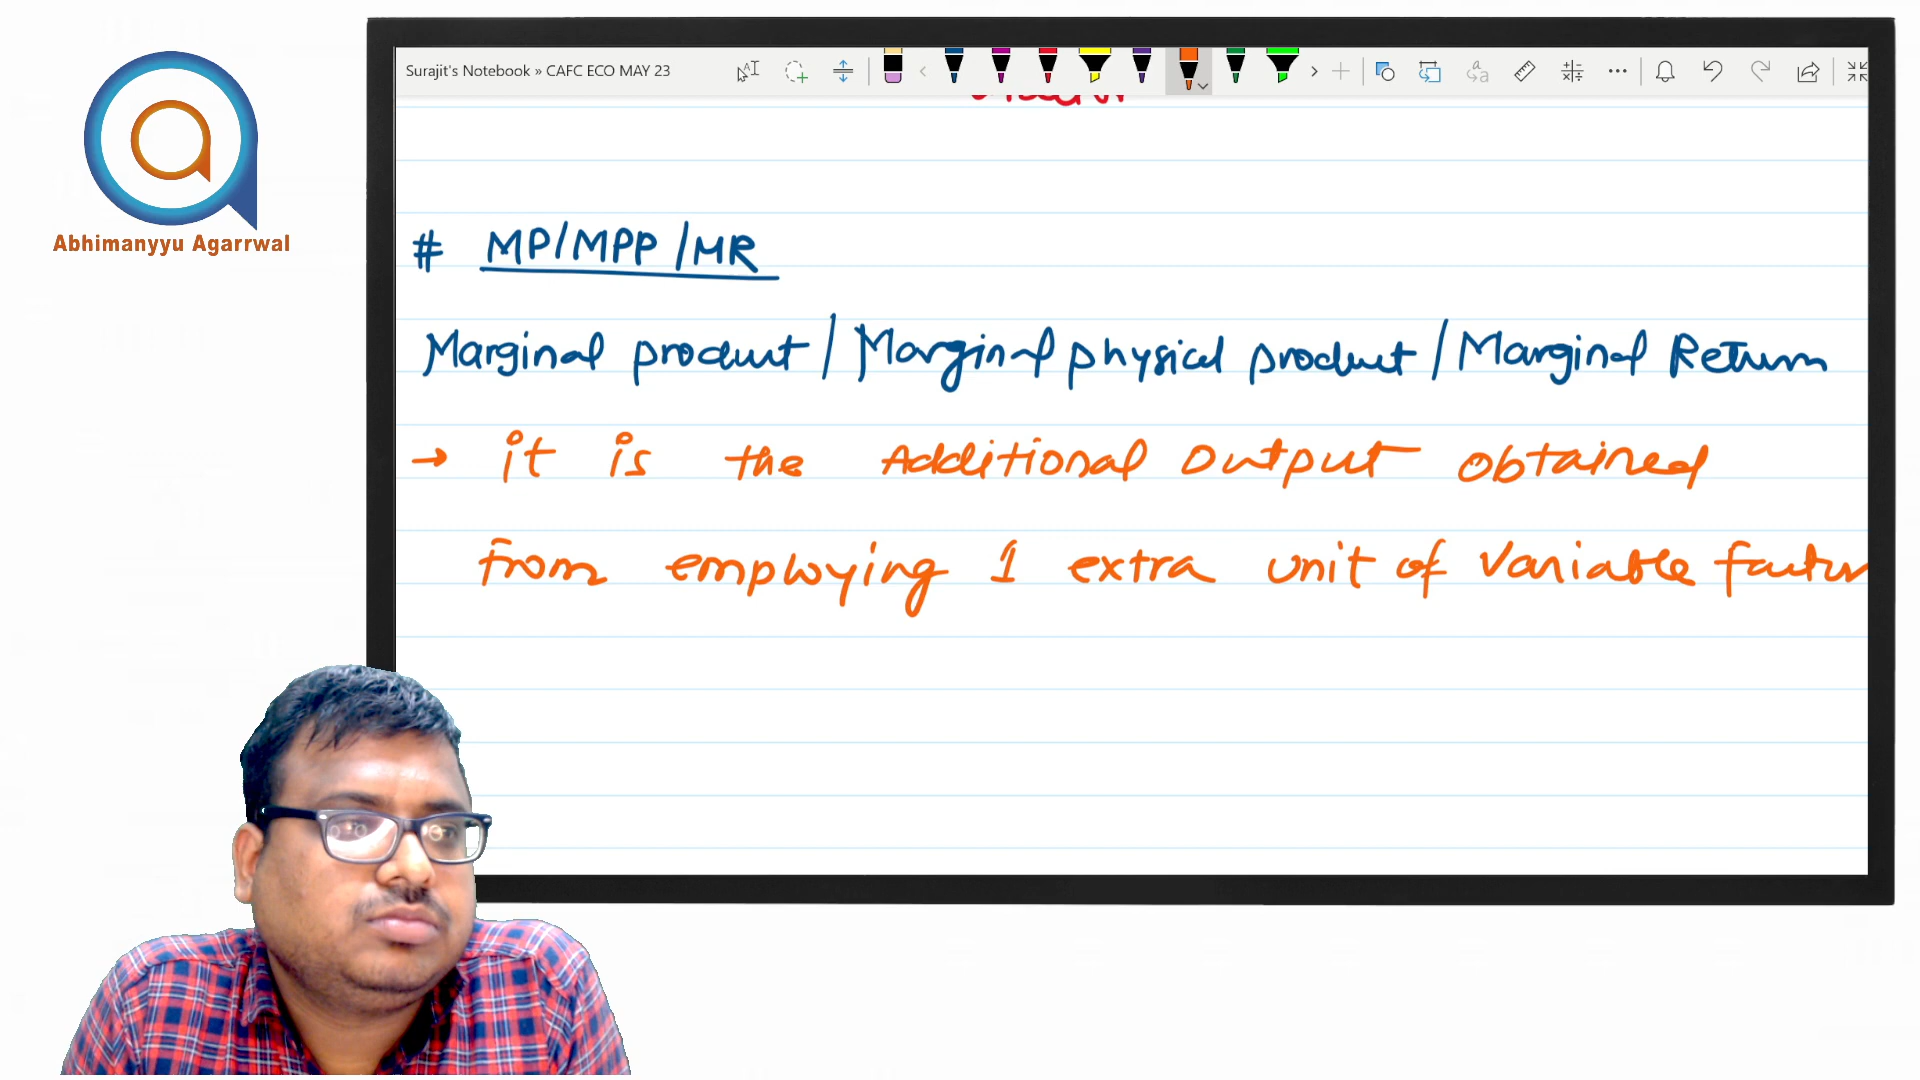 Surajit's Notebook » CAFC ECO MAY 23
Abhimanyyu Agarrwal
# MP/MPP/MR
Marginal product / Marginal physical product / Marginal Return
→ it is the Additional output obtained
From employing 1 extra unit of variable factor